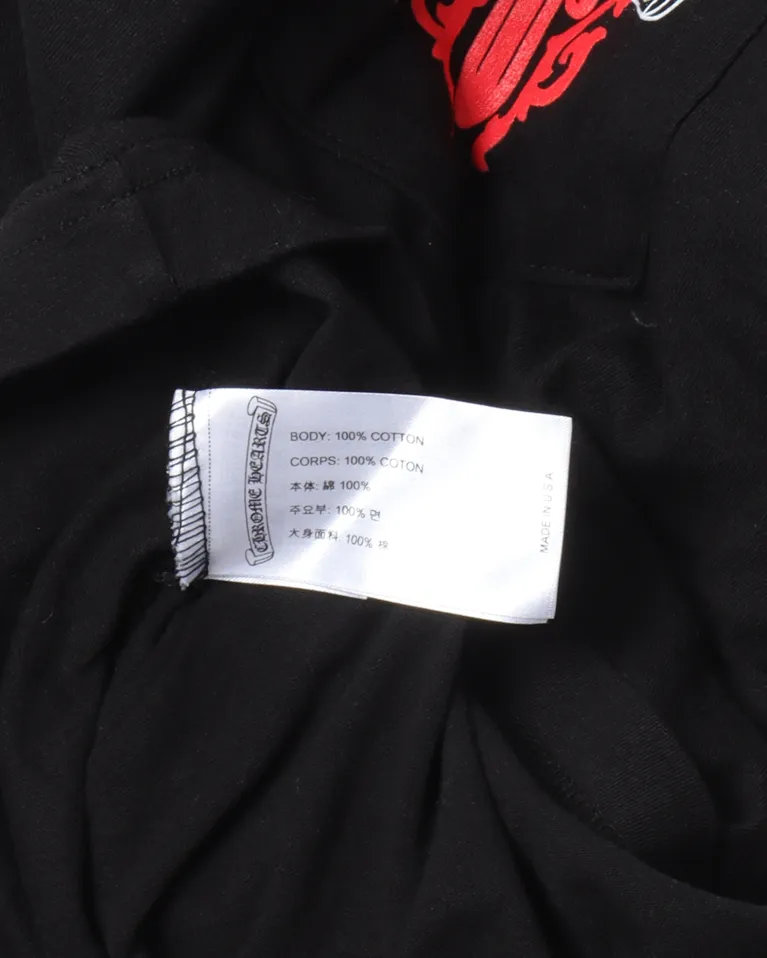 CHROME HEARTS
BODY: 100% COTTON
CORPS: 100% COTON
本体: 綿 100%
주요부: 100% 면
大身面料: 100% 棉
MADE IN U.S.A